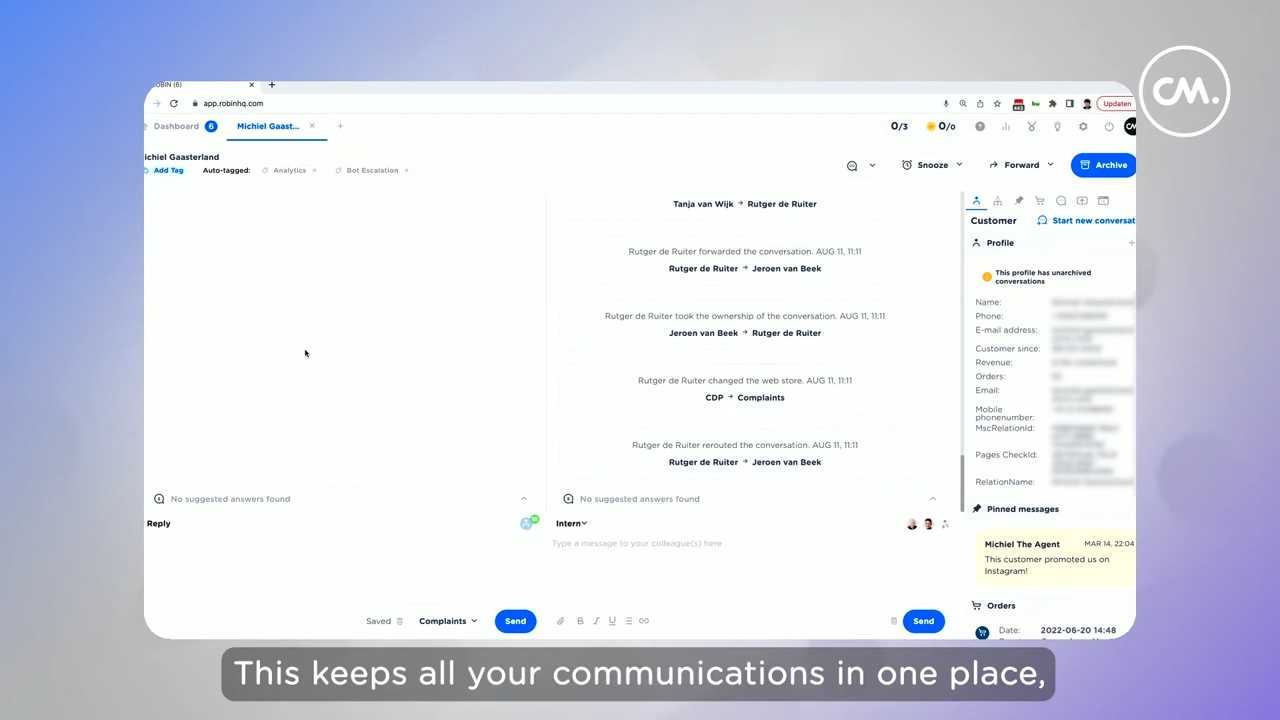 CM.
app.robinhq.com
443
Updaten
Dashboard 6
Michiel Gaast...
0/3
0/0
CM
ichiel Gaasterland
Add Tag
Auto-tagged:
Analytics
Bot Escalation
Snooze
Forward
Archive
Tanja van Wijk → Rutger de Ruiter
Rutger de Ruiter forwarded the conversation. AUG 11, 11:11
Rutger de Ruiter → Jeroen van Beek
Rutger de Ruiter took the ownership of the conversation. AUG 11, 11:11
Jeroen van Beek → Rutger de Ruiter
Rutger de Ruiter changed the web store. AUG 11, 11:11
CDP → Complaints
Rutger de Ruiter rerouted the conversation. AUG 11, 11:11
Rutger de Ruiter → Jeroen van Beek
No suggested answers found
No suggested answers found
Reply
Intern
Type a message to your colleague(s) here
Saved
Complaints
Send
B I U
Send
Customer
Start new conversat
Profile
This profile has unarchived
conversations
Name:
Phone:
E-mail address:
Customer since:
Revenue:
Orders:
Email:
Mobile
phonenumber:
MscRelationId:
Pages CheckId:
RelationName:
Pinned messages
Michiel The Agent MAR 14, 22:04
This customer promoted us on
Instagram!
Orders
Date: 2022-06-20 14:48
This keeps all your communications in one place,